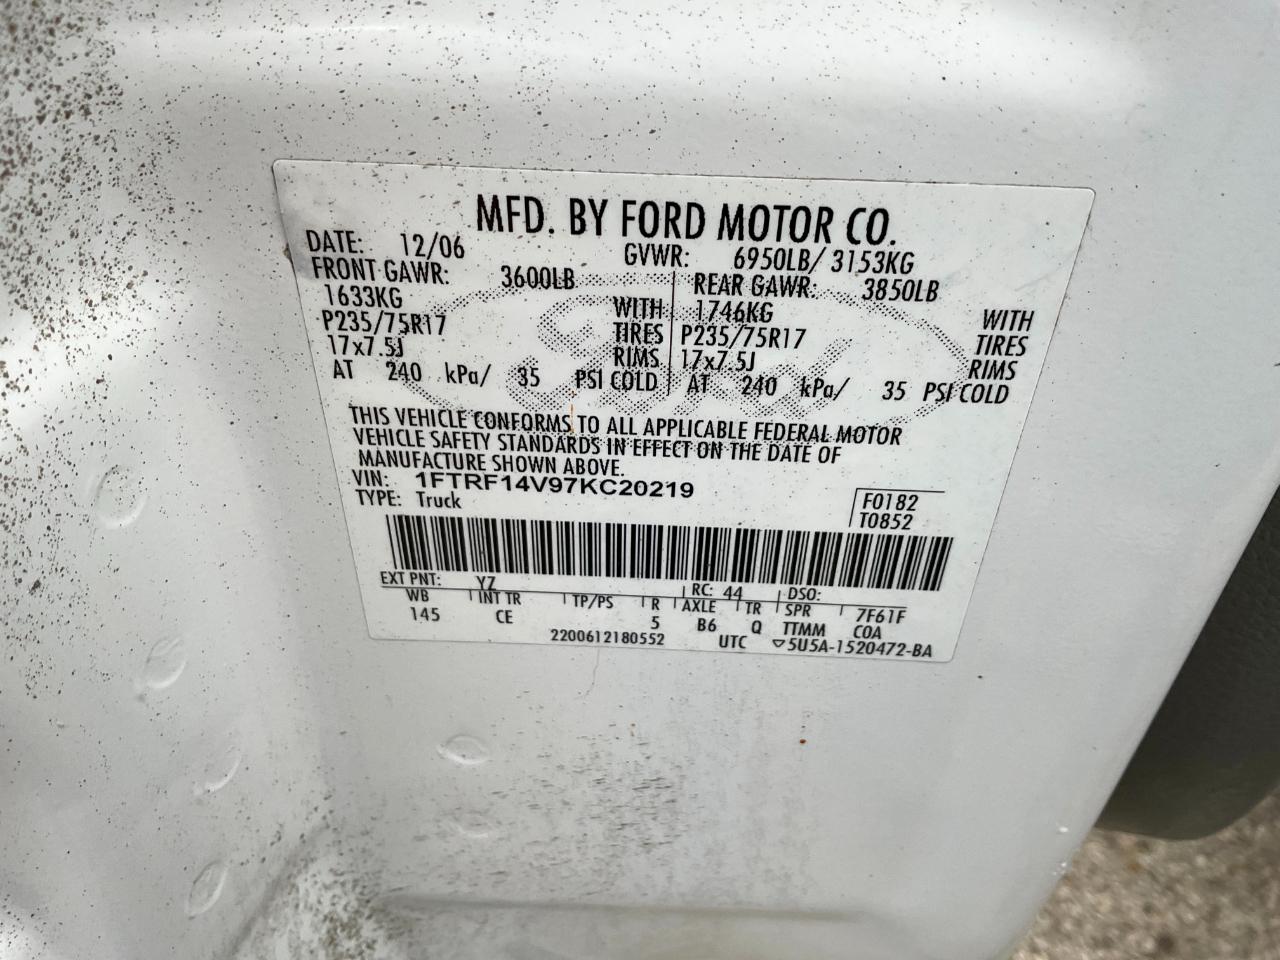 MFD. BY FORD MOTOR CO.
DATE: 12/06 GVWR: 6950LB/ 3153KG
FRONT GAWR: 3600LB REAR GAWR: 3850LB
1633KG WITH 1746KG WITH
P235/75R17 TIRES P235/75R17 TIRES
17x7.5J RIMS 17x7.5J RIMS
AT 240 kPa/ 35 PSI COLD AT 240 kPa/ 35 PSI COLD
THIS VEHICLE CONFORMS TO ALL APPLICABLE FEDERAL MOTOR
VEHICLE SAFETY STANDARDS IN EFFECT ON THE DATE OF
MANUFACTURE SHOWN ABOVE.
VIN: 1FTRF14V97KC20219
TYPE: Truck
F0182
T0852
EXT PNT: YZ RC: 44 DSO:
WB INT TR TP/PS R AXLE TR SPR 7F61F
145 CE 5 B6 Q TTMM COA
2200612180552 UTC ▽5U5A-1520472-BA